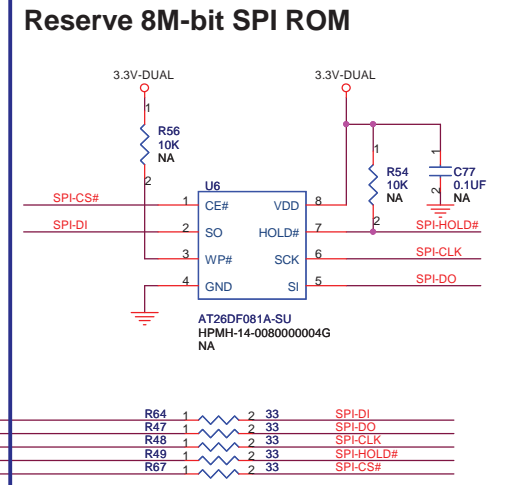 Reserve 8M-bit SPI ROM
3.3V-DUAL 3.3V-DUAL
1
R56
10K
NA
2
1
R54
10K
NA
2
1
C77
0.1UF
NA
2
U6
SPI-CS# 1 CE# VDD 8
SPI-DI 2 SO HOLD# 7 SPI-HOLD#
3 WP# SCK 6 SPI-CLK
4 GND SI 5 SPI-DO
AT26DF081A-SU
HPMH-14-0080000004G
NA
R64 1 2 33 SPI-DI
R47 1 2 33 SPI-DO
R48 1 2 33 SPI-CLK
R49 1 2 33 SPI-HOLD#
R67 1 2 33 SPI-CS#